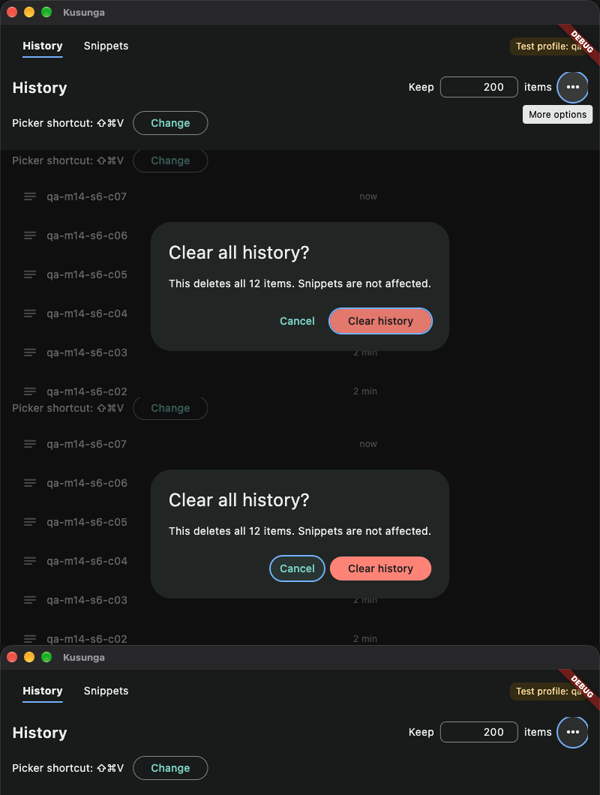 Kusunga
DEBUG
History Snippets Test profile: qa
History Keep 200 items •••
More options
Picker shortcut: ⇧⌘V Change
Picker shortcut: ⇧⌘V Change
qa-m14-s6-c07 now
qa-m14-s6-c06
Clear all history?
qa-m14-s6-c05
This deletes all 12 items. Snippets are not affected.
qa-m14-s6-c04
Cancel Clear history
qa-m14-s6-c03 2 min
qa-m14-s6-c02 2 min
Picker shortcut: ⇧⌘V Change
qa-m14-s6-c07 now
qa-m14-s6-c06
Clear all history?
qa-m14-s6-c05
This deletes all 12 items. Snippets are not affected.
qa-m14-s6-c04
Cancel Clear history
qa-m14-s6-c03 2 min
qa-m14-s6-c02 2 min
Kusunga
DEBUG
History Snippets Test profile: qa
History Keep 200 items •••
Picker shortcut: ⇧⌘V Change